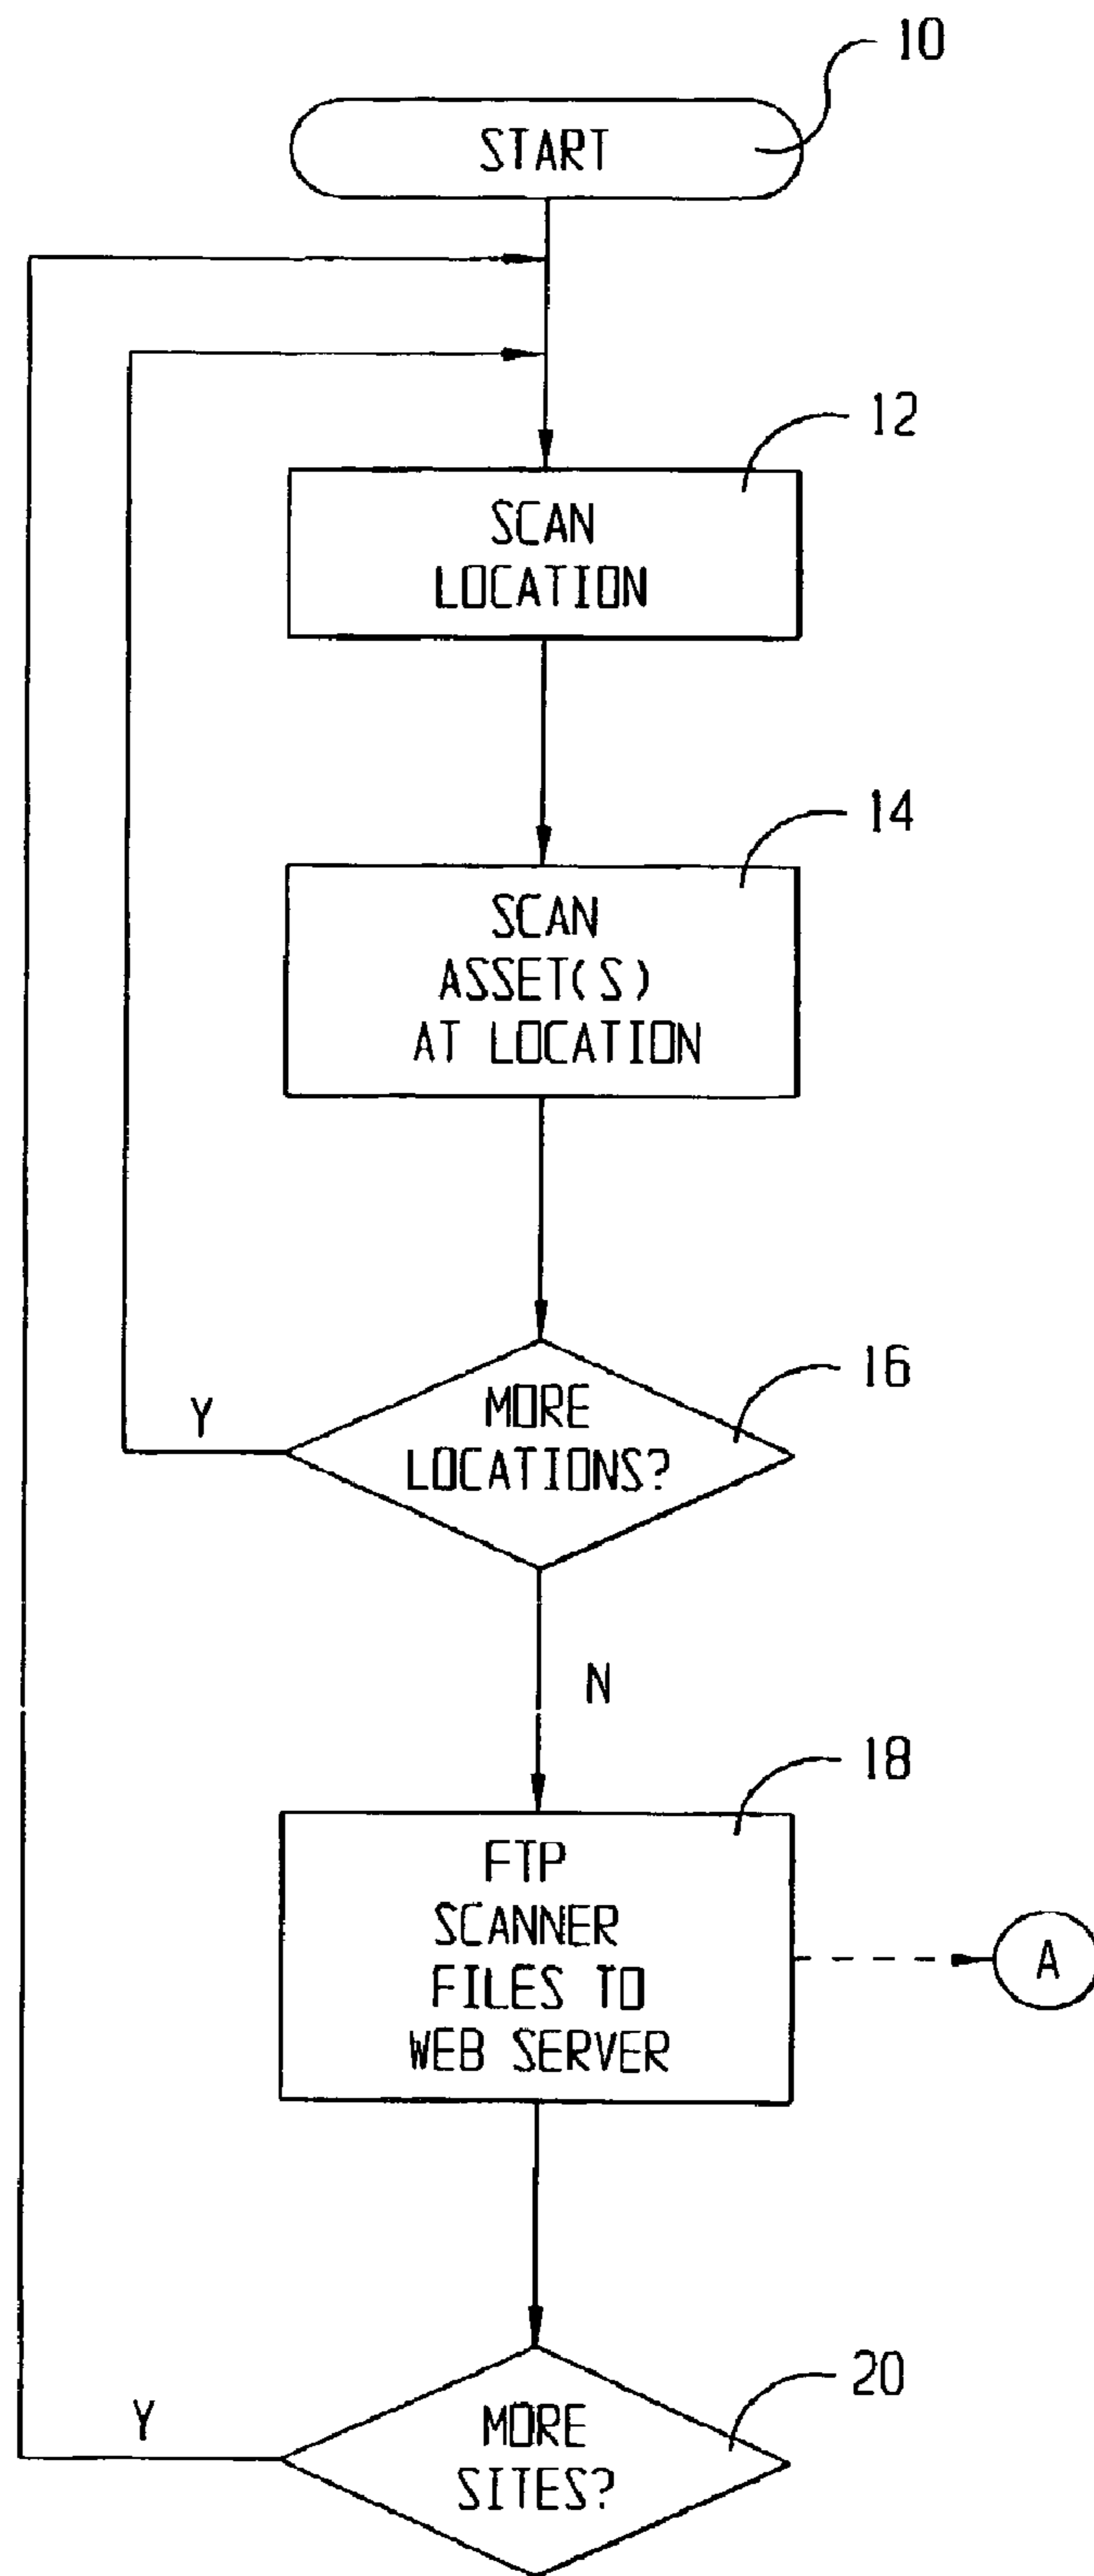 10
START
12
SCAN
LOCATION
14
SCAN
ASSET(S)
AT LOCATION
16
MORE
LOCATIONS?
Y
N
18
FTP
SCANNER
FILES TO
WEB SERVER
A
20
MORE
SITES?
Y